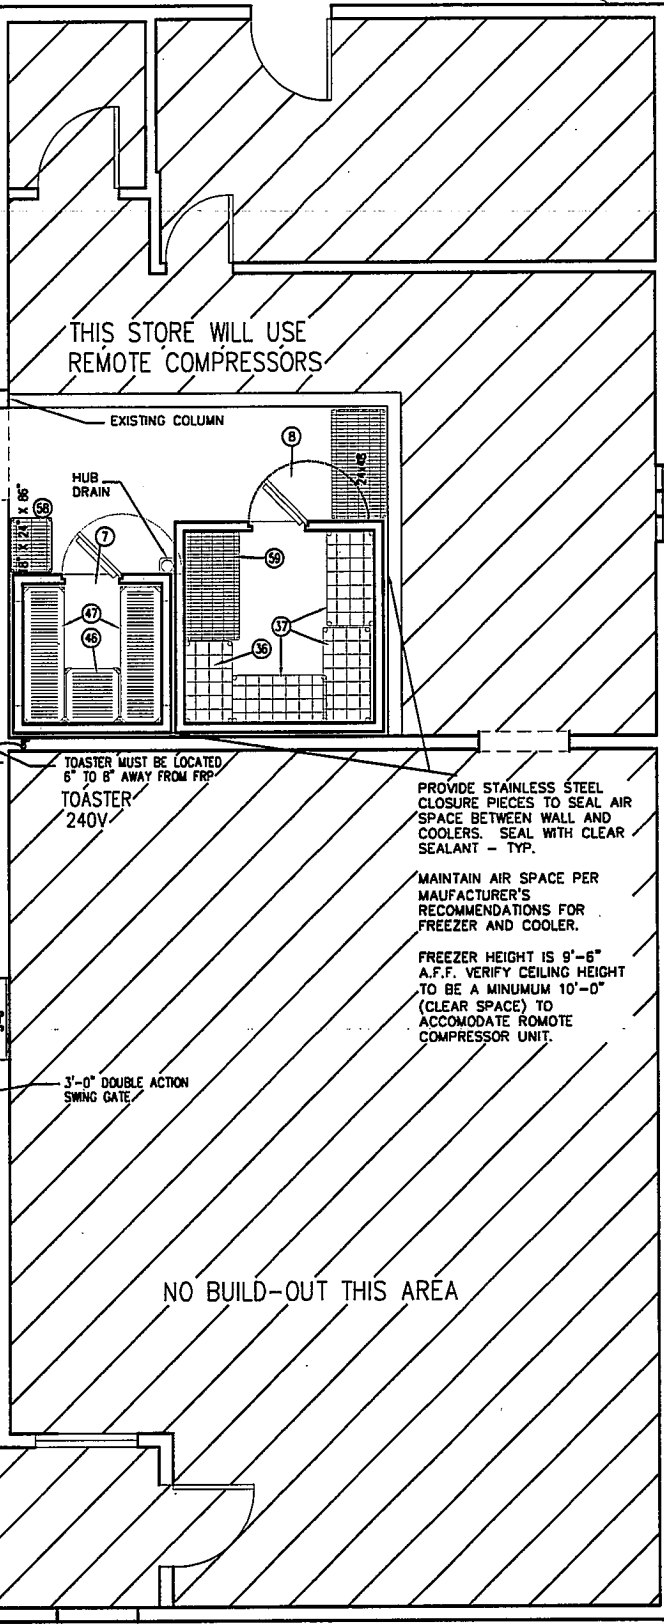 THIS STORE WILL USE
REMOTE COMPRESSORS
EXISTING COLUMN
8
24x48
HUB
DRAIN
58
18" X 24" X 86"
7
59
47
46
37
36
TOASTER MUST BE LOCATED
6" TO 8" AWAY FROM FRP
TOASTER
240V
PROVIDE STAINLESS STEEL
CLOSURE PIECES TO SEAL AIR
SPACE BETWEEN WALL AND
COOLERS. SEAL WITH CLEAR
SEALANT – TYP.
MAINTAIN AIR SPACE PER
MAUFACTURER'S
RECOMMENDATIONS FOR
FREEZER AND COOLER.
FREEZER HEIGHT IS 9'-6"
A.F.F. VERIFY CEILING HEIGHT
TO BE A MINUMUM 10'-0"
(CLEAR SPACE) TO
ACCOMODATE ROMOTE
COMPRESSOR UNIT.
3'-0" DOUBLE ACTION
SWING GATE
NO BUILD-OUT THIS AREA